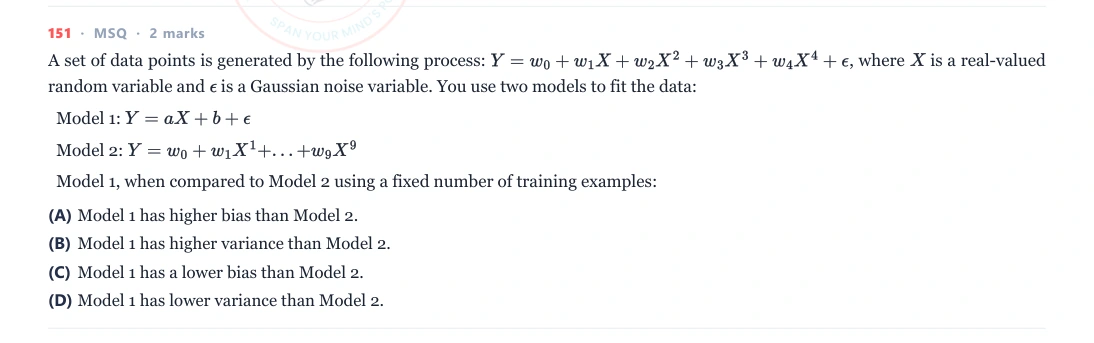 SPAN YOUR MIND'S
151 · MSQ · 2 marks
A set of data points is generated by the following process: Y = w₀ + w₁X + w₂X² + w₃X³ + w₄X⁴ + ϵ, where X is a real-valued
random variable and ϵ is a Gaussian noise variable. You use two models to fit the data:
Model 1: Y = aX + b + ϵ
Model 2: Y = w₀ + w₁X¹+...+w₉X⁹
Model 1, when compared to Model 2 using a fixed number of training examples:
(A) Model 1 has higher bias than Model 2.
(B) Model 1 has higher variance than Model 2.
(C) Model 1 has a lower bias than Model 2.
(D) Model 1 has lower variance than Model 2.